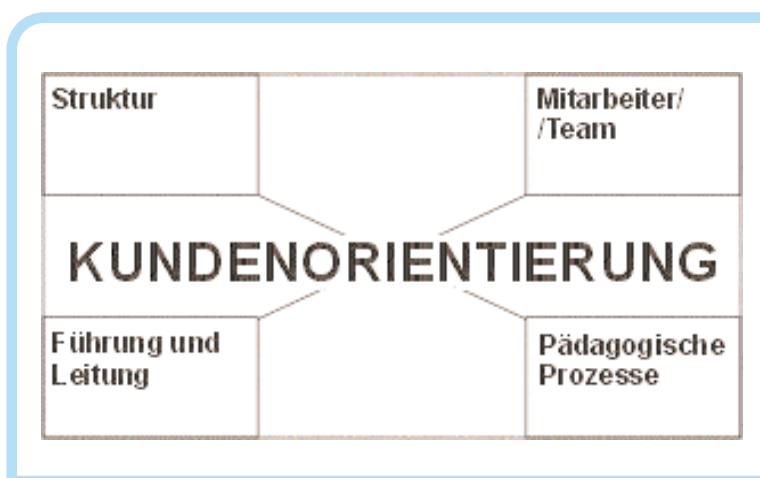 Struktur
Mitarbeiter/
/Team
KUNDENORIENTIERUNG
Führung und
Leitung
Pädagogische
Prozesse